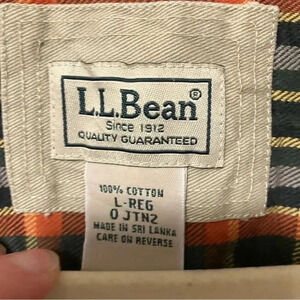 L.L.Bean®
Since 1912
QUALITY GUARANTEED
100% COTTON
L-REG
0 JTN2
MADE IN SRI LANKA
CARE ON REVERSE